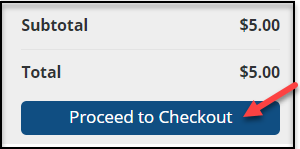 Subtotal $5.00
Total $5.00
Proceed to Checkout